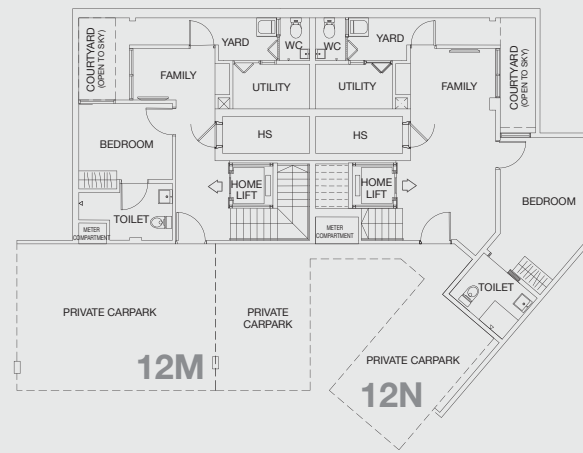 YARD
WC
WC
YARD
COURTYARD
(OPEN TO SKY)
FAMILY
UTILITY
UTILITY
FAMILY
COURTYARD
(OPEN TO SKY)
HS
HS
BEDROOM
HOME
LIFT
HOME
LIFT
BEDROOM
TOILET
METER
COMPARTMENT
METER
COMPARTMENT
TOILET
PRIVATE CARPARK
PRIVATE
CARPARK
PRIVATE CARPARK
12M
12N